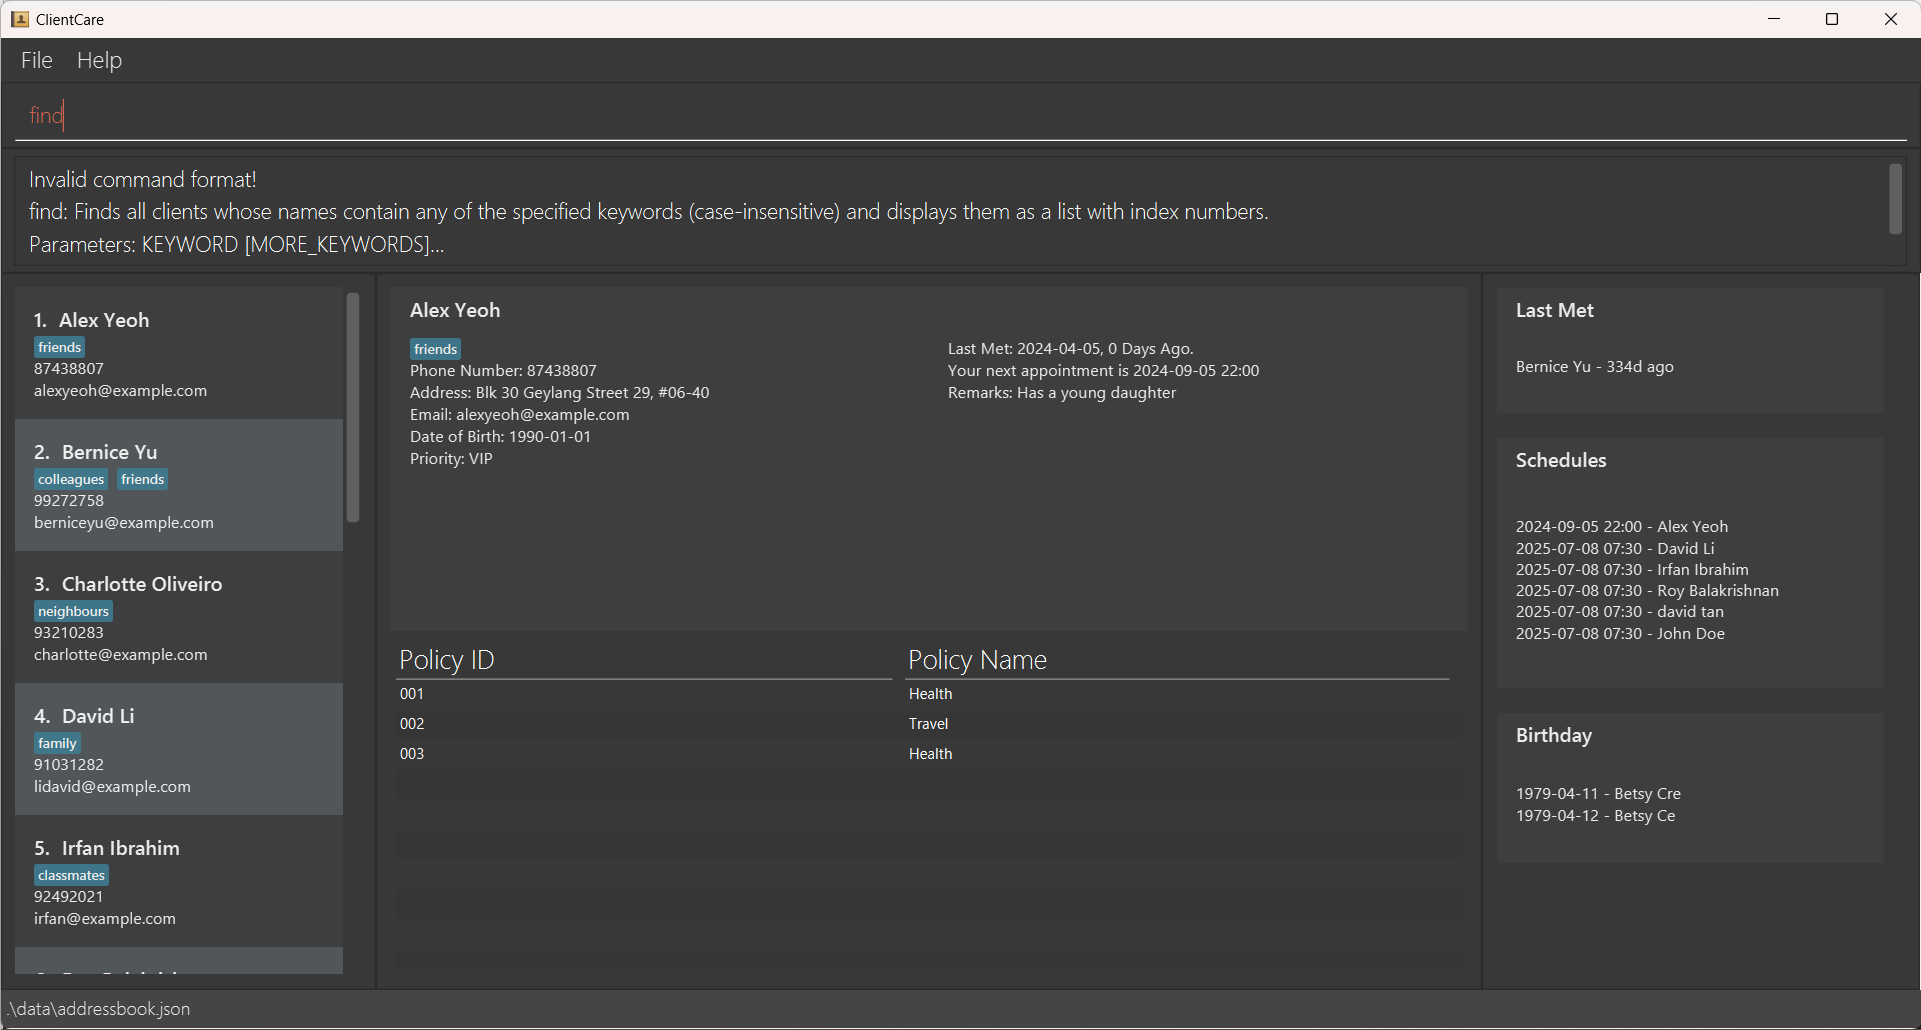 ClientCare
File Help
find
Invalid command format!
find: Finds all clients whose names contain any of the specified keywords (case-insensitive) and displays them as a list with index numbers.
Parameters: KEYWORD [MORE_KEYWORDS]...
1. Alex Yeoh
friends
87438807
alexyeoh@example.com
2. Bernice Yu
colleagues friends
99272758
berniceyu@example.com
3. Charlotte Oliveiro
neighbours
93210283
charlotte@example.com
4. David Li
family
91031282
lidavid@example.com
5. Irfan Ibrahim
classmates
92492021
irfan@example.com
Alex Yeoh
friends
Phone Number: 87438807
Address: Blk 30 Geylang Street 29, #06-40
Email: alexyeoh@example.com
Date of Birth: 1990-01-01
Priority: VIP
Last Met: 2024-04-05, 0 Days Ago.
Your next appointment is 2024-09-05 22:00
Remarks: Has a young daughter
Policy ID Policy Name
001 Health
002 Travel
003 Health
Last Met
Bernice Yu - 334d ago
Schedules
2024-09-05 22:00 - Alex Yeoh
2025-07-08 07:30 - David Li
2025-07-08 07:30 - Irfan Ibrahim
2025-07-08 07:30 - Roy Balakrishnan
2025-07-08 07:30 - david tan
2025-07-08 07:30 - John Doe
Birthday
1979-04-11 - Betsy Cre
1979-04-12 - Betsy Ce
.\data\addressbook.json